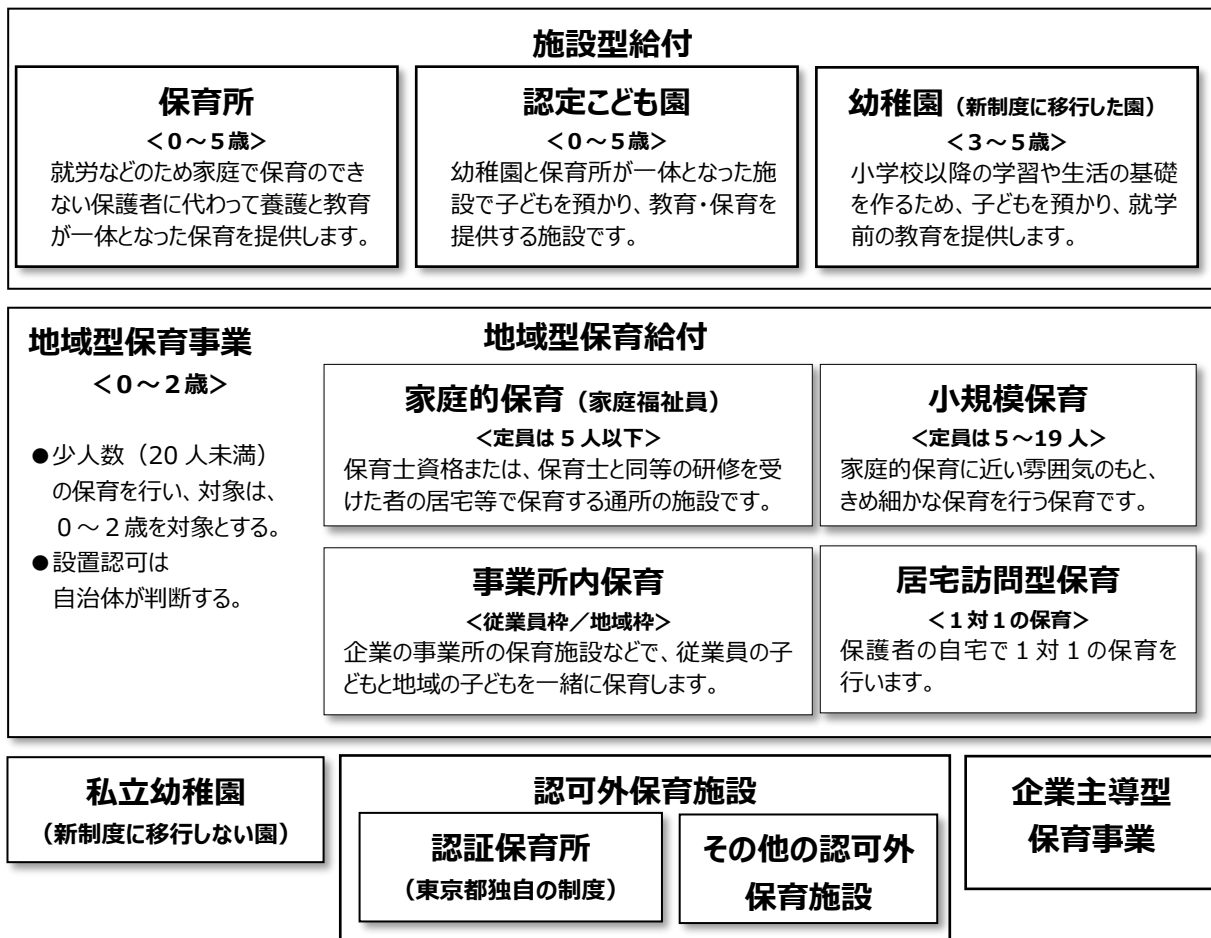 施設型給付
保育所
＜０～５歳＞
就労などのため家庭で保育のでき
ない保護者に代わって養護と教育
が一体となった保育を提供します。
認定こども園
＜０～５歳＞
幼稚園と保育所が一体となった施
設で子どもを預かり、教育・保育を
提供する施設です。
幼稚園（新制度に移行した園）
＜３～５歳＞
小学校以降の学習や生活の基礎
を作るため、子どもを預かり、就学
前の教育を提供します。
地域型保育事業
＜０～２歳＞
●少人数（20 人未満）
の保育を行い、対象は、
０～２歳を対象とする。
●設置認可は
自治体が判断する。
地域型保育給付
家庭的保育（家庭福祉員）
＜定員は 5 人以下＞
保育士資格または、保育士と同等の研修を受
けた者の居宅等で保育する通所の施設です。
小規模保育
＜定員は５～19 人＞
家庭的保育に近い雰囲気のもと、
きめ細かな保育を行う保育です。
事業所内保育
＜従業員枠／地域枠＞
企業の事業所の保育施設などで、従業員の子
どもと地域の子どもを一緒に保育します。
居宅訪問型保育
＜１対１の保育＞
保護者の自宅で１対１の保育を
行います。
私立幼稚園
（新制度に移行しない園）
認可外保育施設
認証保育所
（東京都独自の制度）
その他の認可外
保育施設
企業主導型
保育事業